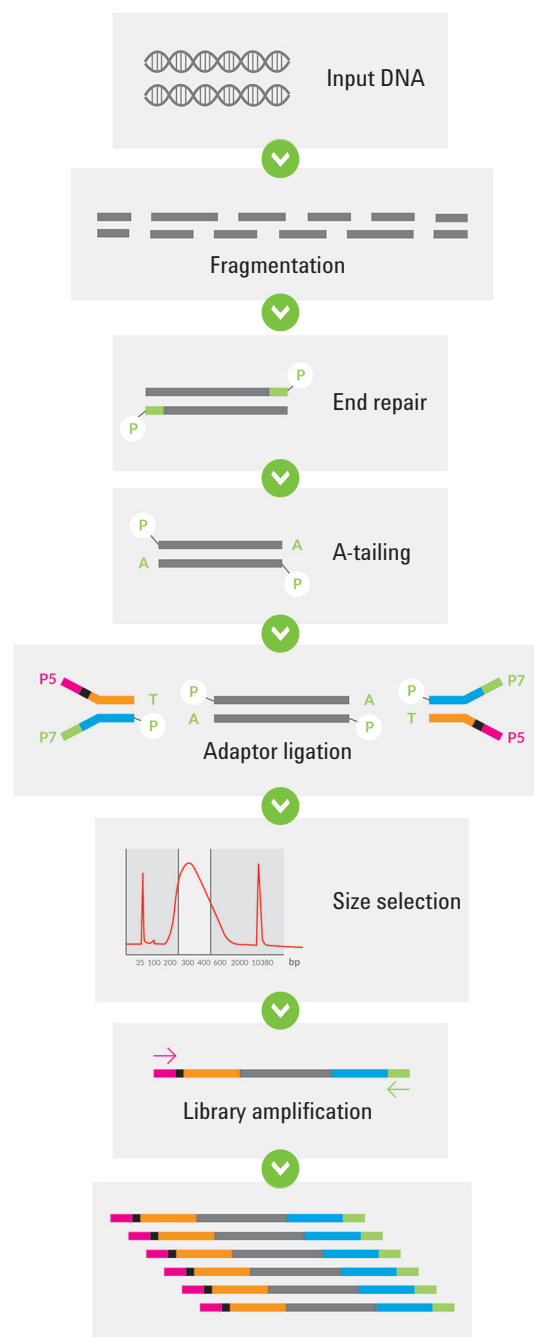 Input DNA
Fragmentation
P
End repair
P
P
A
A-tailing
A
P
P5
T
P
A
P
P7
P7
P
A
P
T
P5
Adaptor ligation
Size selection
35 100 200 300 400 600 2000 10380 bp
Library amplification